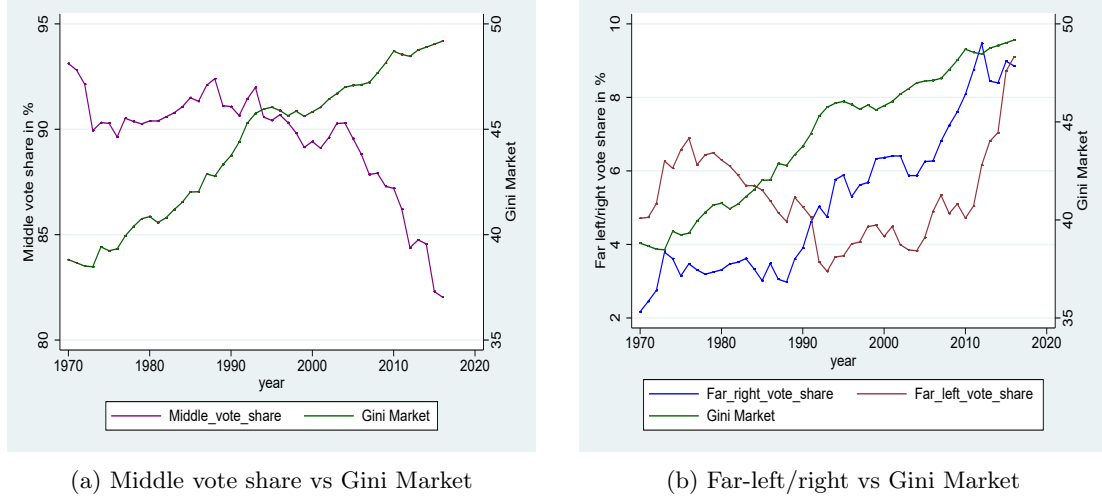 95
90
85
80
Middle vote share in %
50
45
40
35
Gini Market
1970 1980 1990 2000 2010 2020
year
Middle_vote_share Gini Market
(a) Middle vote share vs Gini Market
10
8
6
4
2
Far left/right vote share in %
50
45
40
35
Gini Market
1970 1980 1990 2000 2010 2020
year
Far_right_vote_share Far_left_vote_share
Gini Market
(b) Far-left/right vs Gini Market